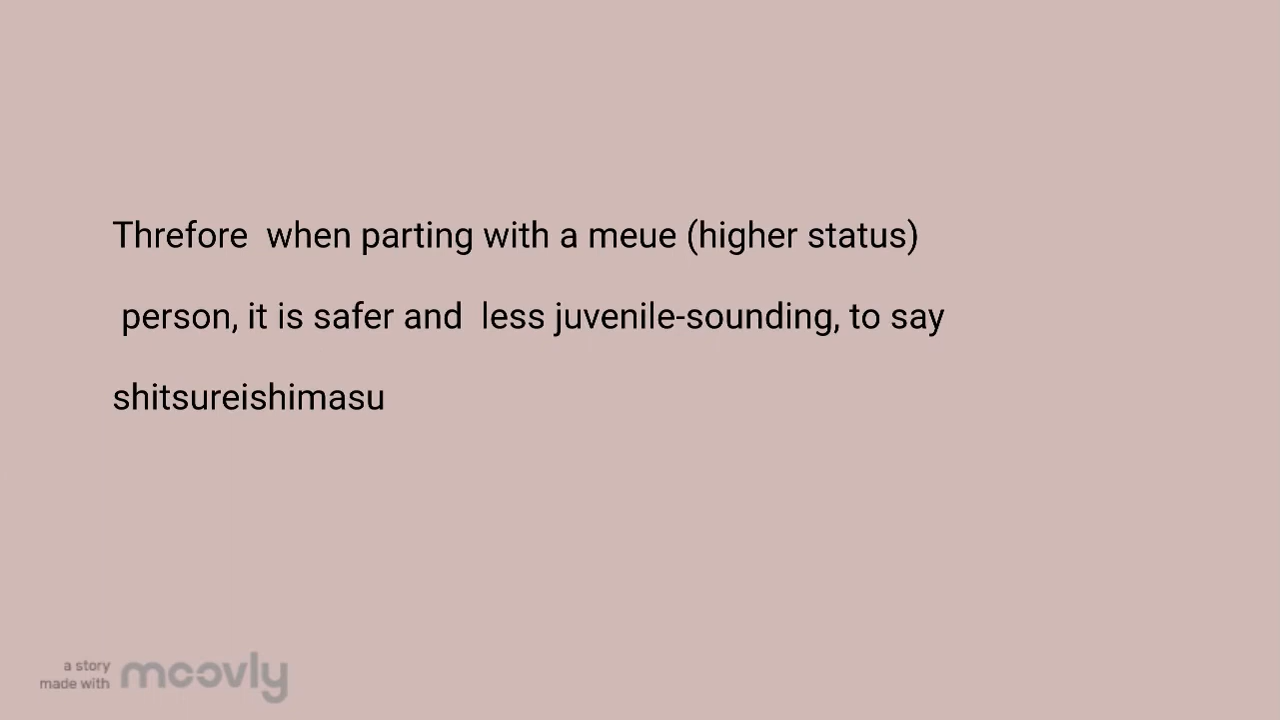 Threfore  when parting with a meue (higher status)
person, it is safer and  less juvenile-sounding, to say
shitsureishimasu
a story
made with moovly